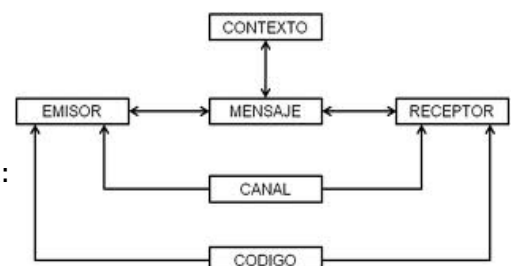 CONTEXTO
EMISOR MENSAJE RECEPTOR
:
CANAL
CODIGO